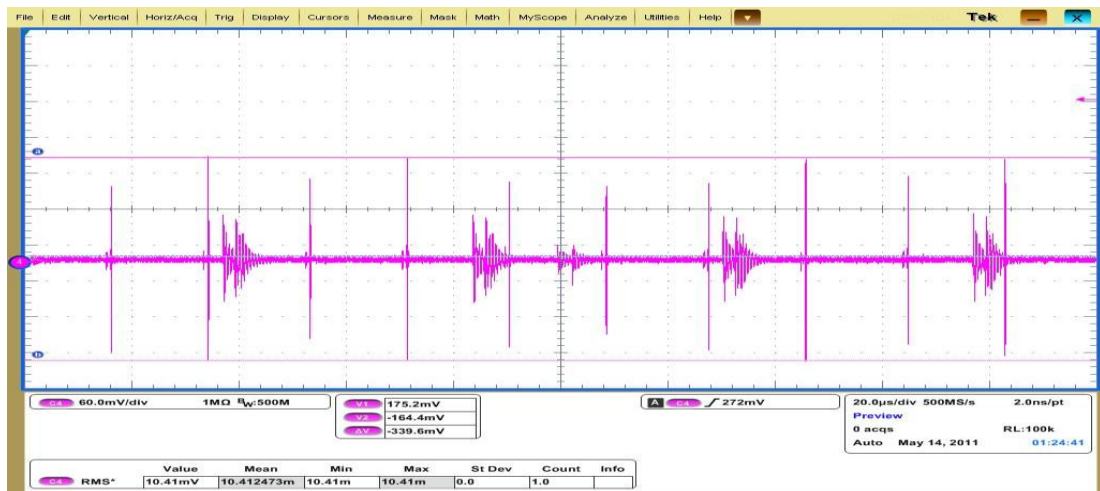 File Edit Vertical Horiz/Acq Trig Display Cursors Measure Mask Math MyScope Analyze Utilities Help Tek
a
4
b
C4 60.0mV/div 1MΩ BW:500M
V1 175.2mV
V2 -164.4mV
ΔV -339.6mV
A C4 272mV
20.0µs/div 500MS/s 2.0ns/pt
Preview
0 acqs RL:100k
Auto May 14, 2011 01:24:41
Value Mean Min Max St Dev Count Info
C4 RMS* 10.41mV 10.412473m 10.41m 10.41m 0.0 1.0